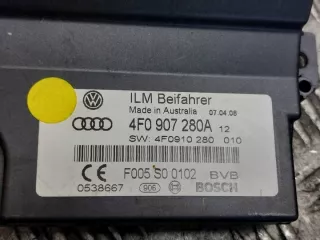 ILM Beifahrer
Made in Australia 07.04.08
4F0 907 280A 12
SW: 4F0910 280 010
F005 S0 0102 BVB
0538667 906 BOSCH